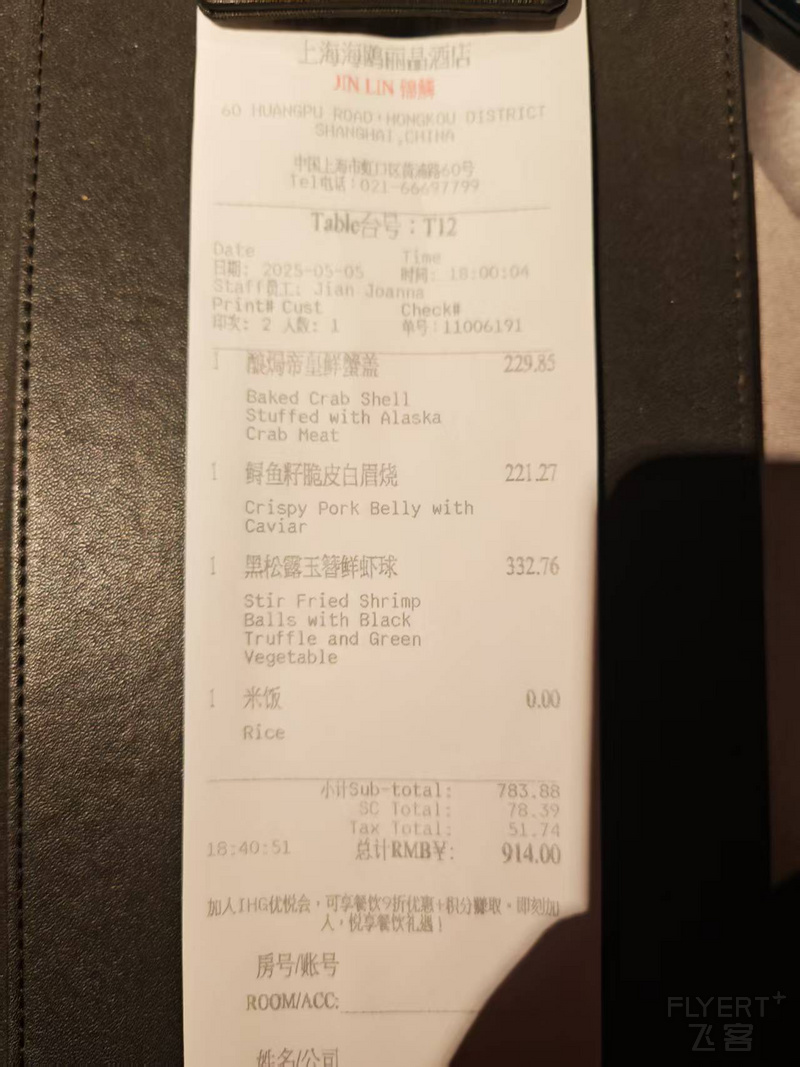 上海海鸥丽晶酒店
JIN LIN 锦鳞
60 HUANGPU ROAD,HONGKOU DISTRICT
SHANGHAI,CHINA
中国上海市虹口区黄浦路60号
Tel电话:021-66697799
Table台号:T12
Date Time
日期: 2025-05-05 时间: 18:00:04
Staff员工: Jian Joanna
Print# Cust Check#
印次: 2 人数: 1 单号:11006191
1 酿焗帝皇鲜蟹盖 229.85
Baked Crab Shell
Stuffed with Alaska
Crab Meat
1 鲟鱼籽脆皮白眉烧 221.27
Crispy Pork Belly with
Caviar
1 黑松露玉簪鲜虾球 332.76
Stir Fried Shrimp
Balls with Black
Truffle and Green
Vegetable
1 米饭 0.00
Rice
小计Sub-total: 783.88
SC Total: 78.39
Tax Total: 51.74
18:40:51 总计RMB¥: 914.00
加入IHG优悦会,可享餐饮9折优惠+积分赚取。即刻加
入,悦享餐饮礼遇!
房号/账号
ROOM/ACC:
姓名/公司
FLYERT+
飞客